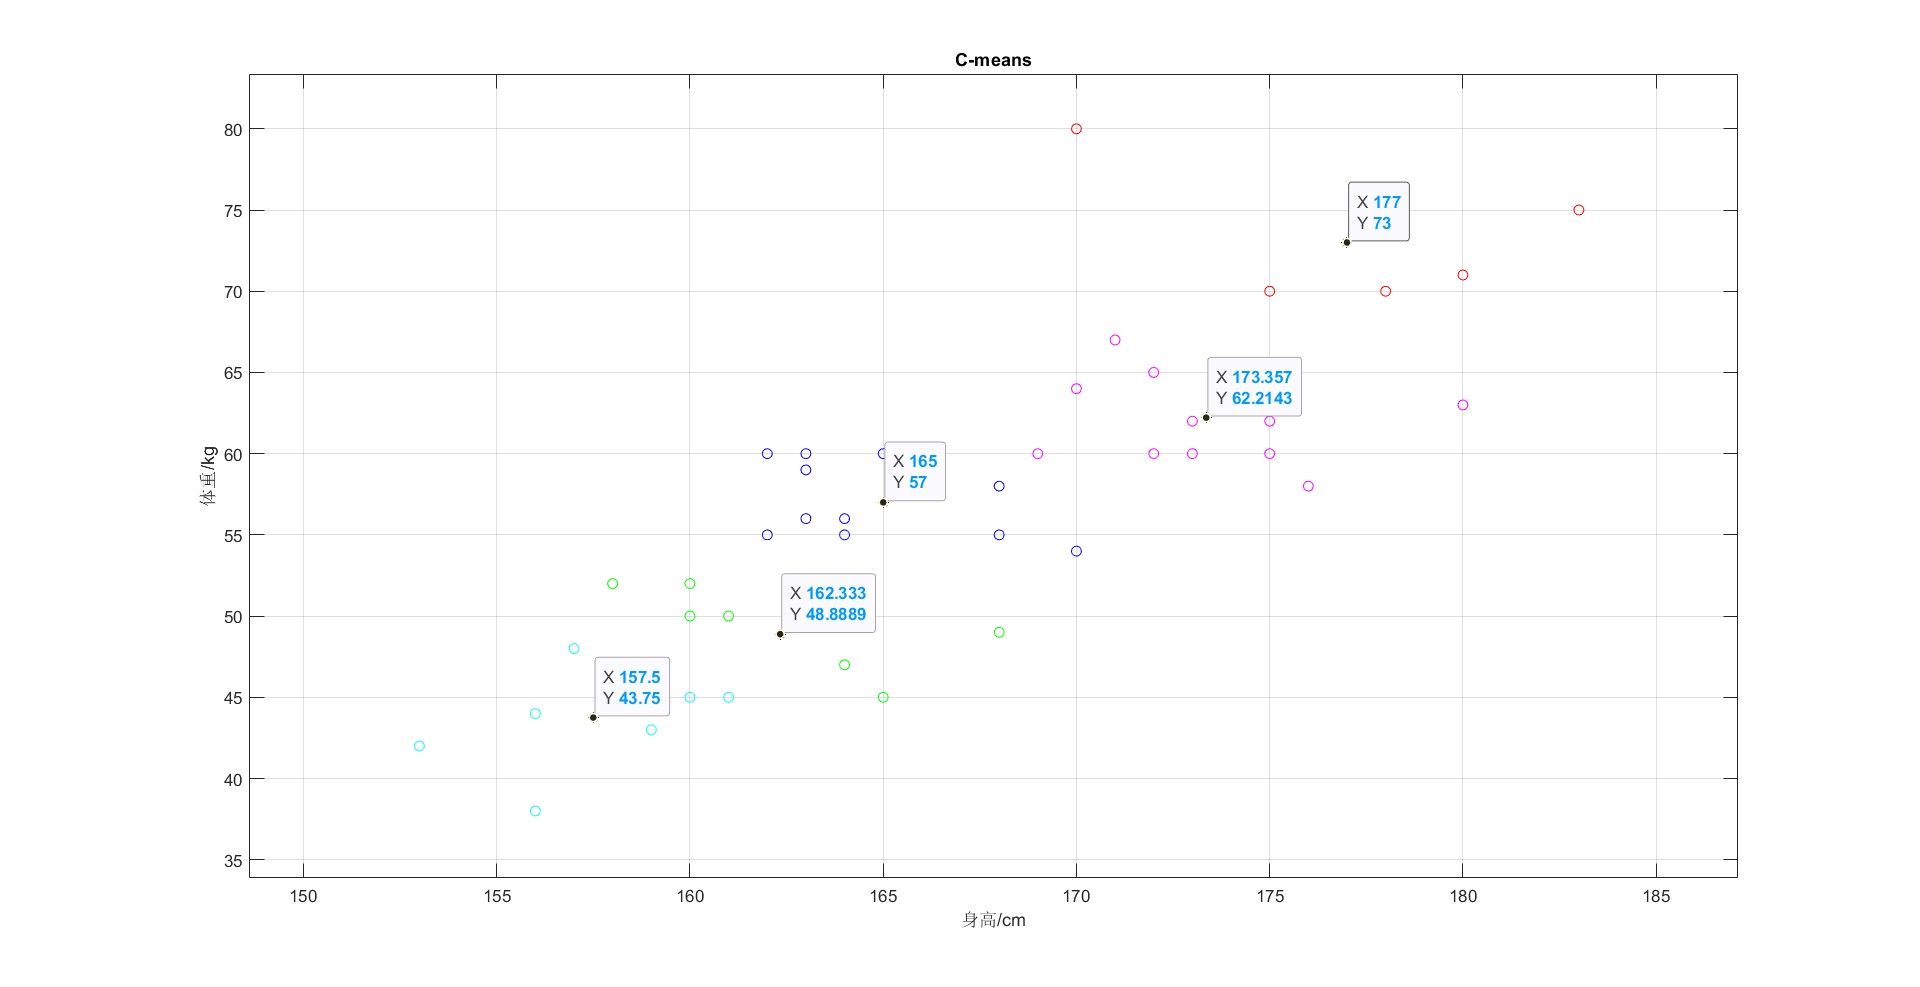 C-means
80
75
70
65
60
55
50
45
40
35
体重/kg
X 177
Y 73
X 173.357
Y 62.2143
X 165
Y 57
X 162.333
Y 48.8889
X 157.5
Y 43.75
150 155 160 165 170 175 180 185
身高/cm